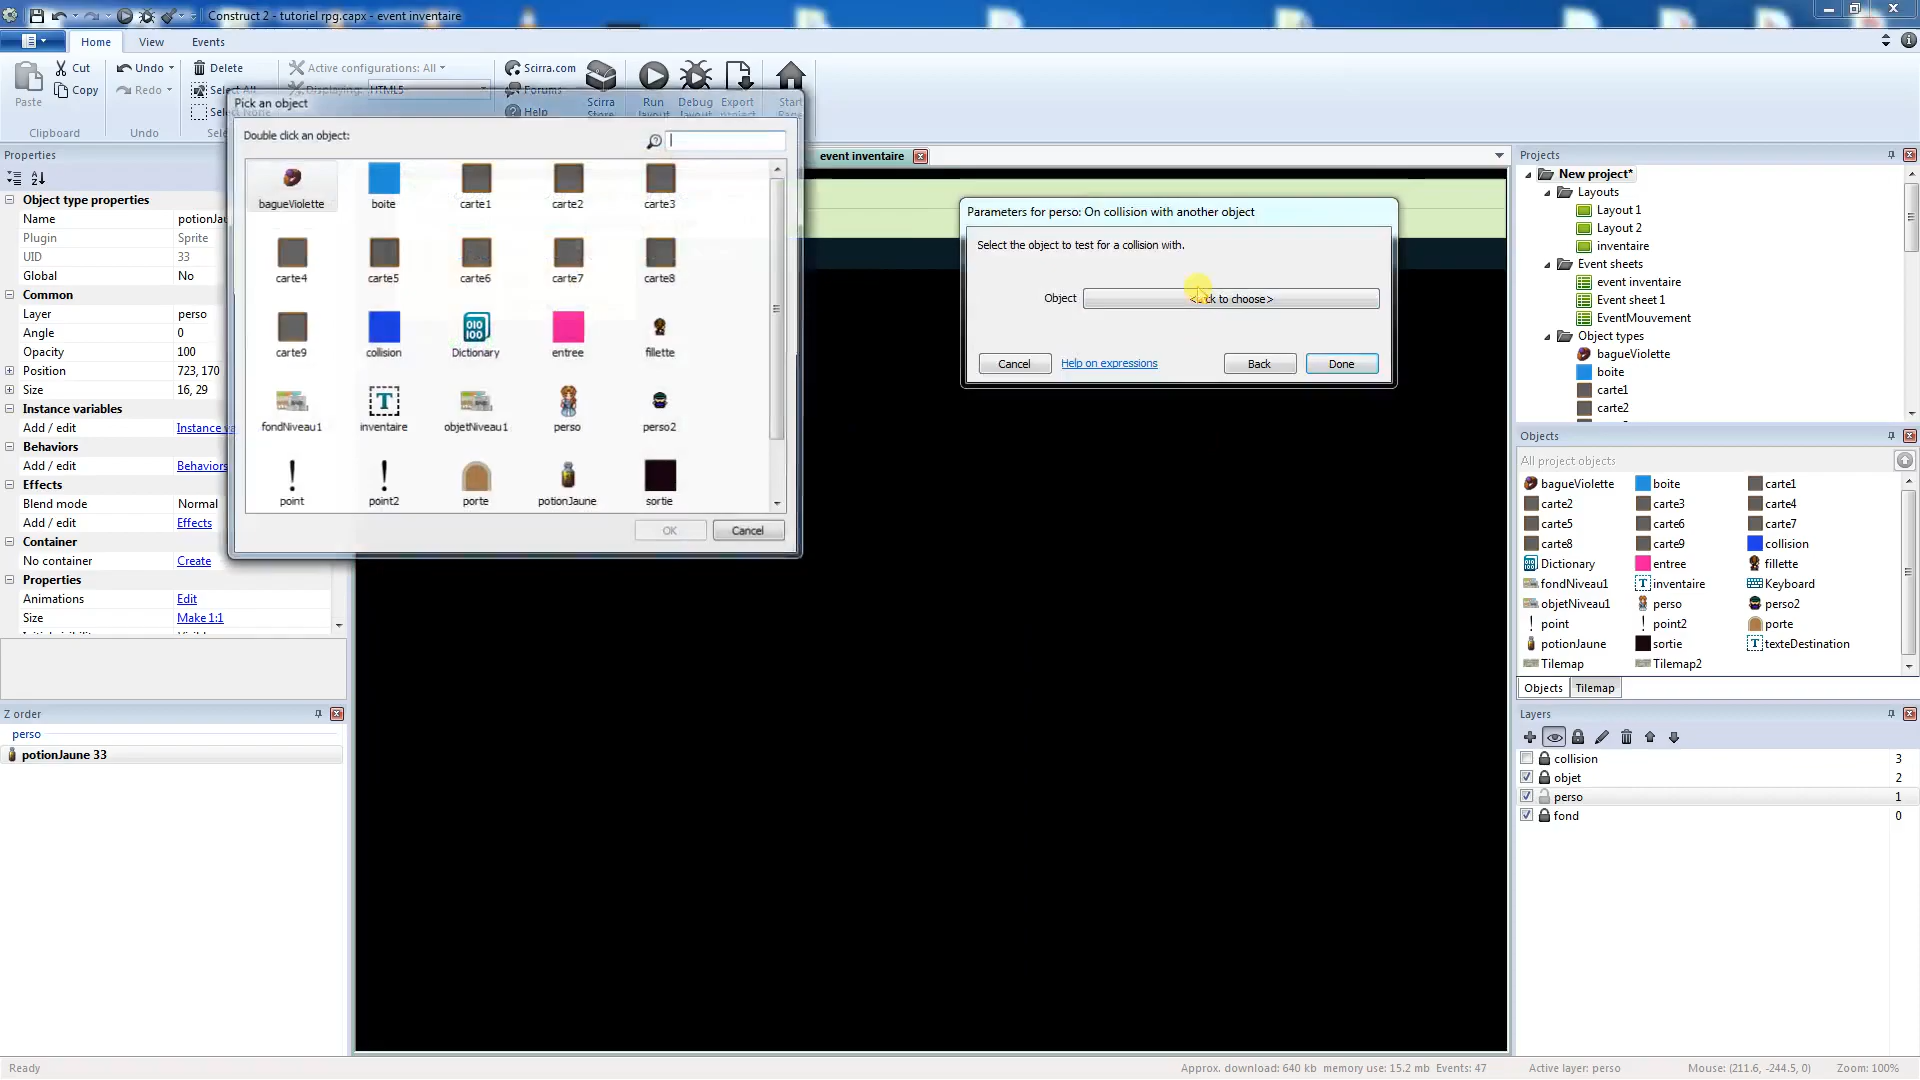 Construct 2 - tutoriel rpg.capx - event inventaire
Home View Events
Cut
Copy
Paste
Clipboard
Undo
Redo
Undo
Delete
Select All
Select None
Active configurations: All
Displaying: HTML5
Scirra.com
Forums
Help
Scirra Store
Run layout
Debug layout
Export project
Start Page
Properties
Object type properties
Name potionJau
Plugin Sprite
UID 33
Global No
Common
Layer perso
Angle 0
Opacity 100
Position 723, 170
Size 16, 29
Instance variables
Add / edit Instance va
Behaviors
Add / edit Behaviors
Effects
Blend mode Normal
Add / edit Effects
Container
No container Create
Properties
Animations Edit
Size Make 1:1
Z order
perso
potionJaune 33
Pick an object
Double click an object:
bagueViolette boite carte1 carte2 carte3
carte4 carte5 carte6 carte7 carte8
carte9 collision Dictionary entree fillette
fondNiveau1 inventaire objetNiveau1 perso perso2
point point2 porte potionJaune sortie
OK Cancel
event inventaire
Parameters for perso: On collision with another object
Select the object to test for a collision with.
Object <click to choose>
Cancel Help on expressions Back Done
Projects
New project*
Layouts
Layout 1
Layout 2
inventaire
Event sheets
event inventaire
Event sheet 1
EventMouvement
Object types
bagueViolette
boite
carte1
carte2
Objects
All project objects
bagueViolette boite carte1
carte2 carte3 carte4
carte5 carte6 carte7
carte8 carte9 collision
Dictionary entree fillette
fondNiveau1 inventaire Keyboard
objetNiveau1 perso perso2
point point2 porte
potionJaune sortie texteDestination
Tilemap Tilemap2
Objects Tilemap
Layers
collision 3
objet 2
perso 1
fond 0
Ready
Approx. download: 640 kb memory use: 15.2 mb Events: 47
Active layer: perso
Mouse: (211.6, -244.5, 0)
Zoom: 100%